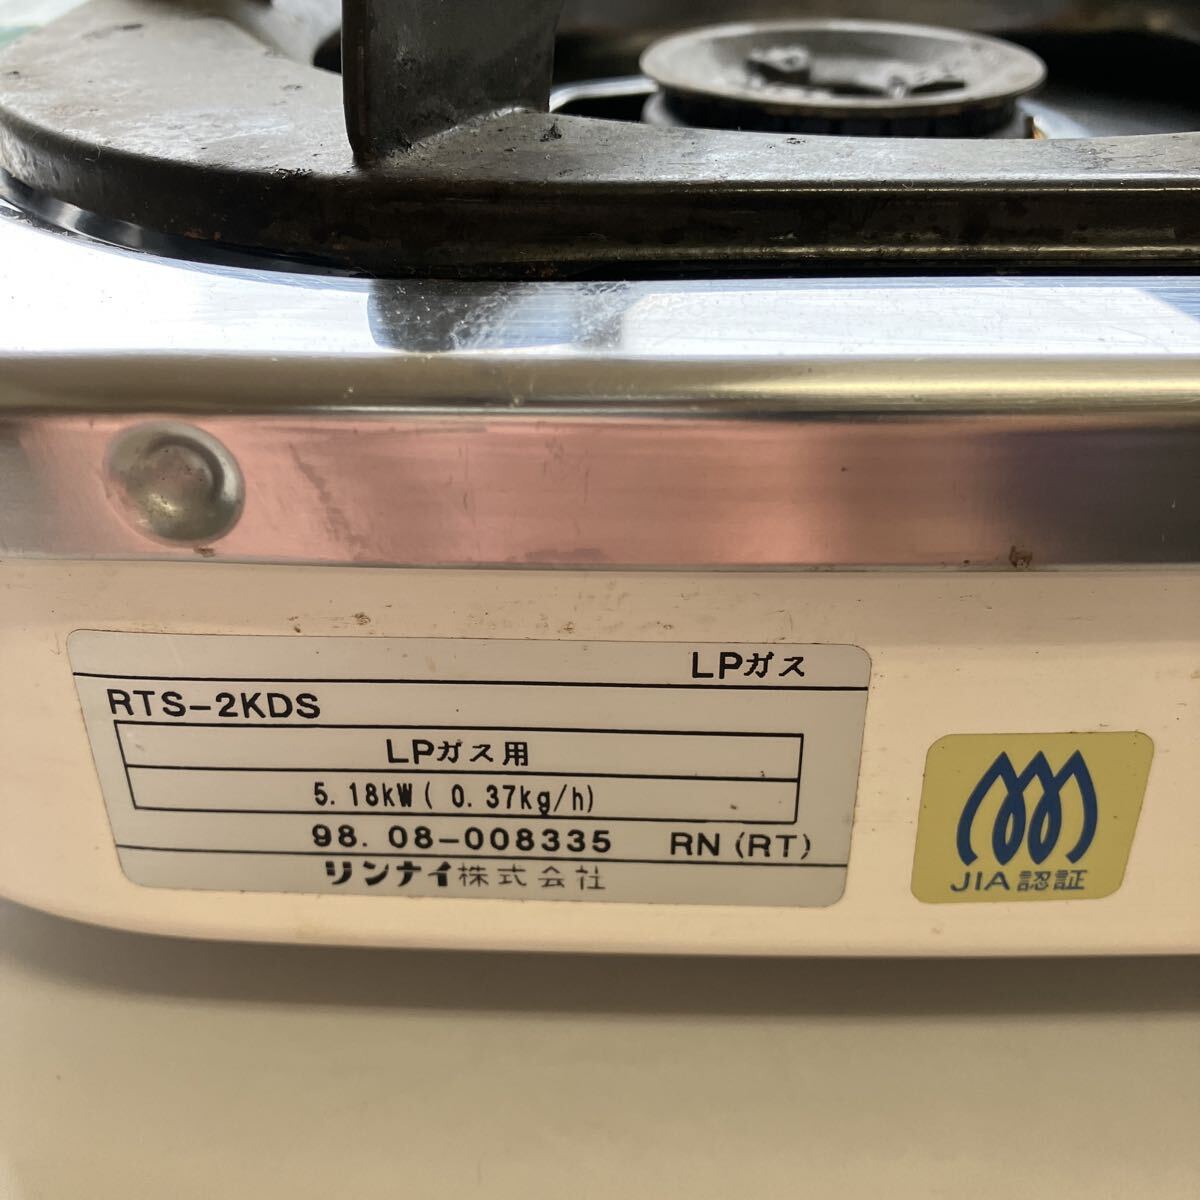 LPガス
RTS-2KDS
LPガス用
5.18kW( 0.37kg/h)
98.08-008335 RN(RT)
リンナイ株式会社
JIA認証